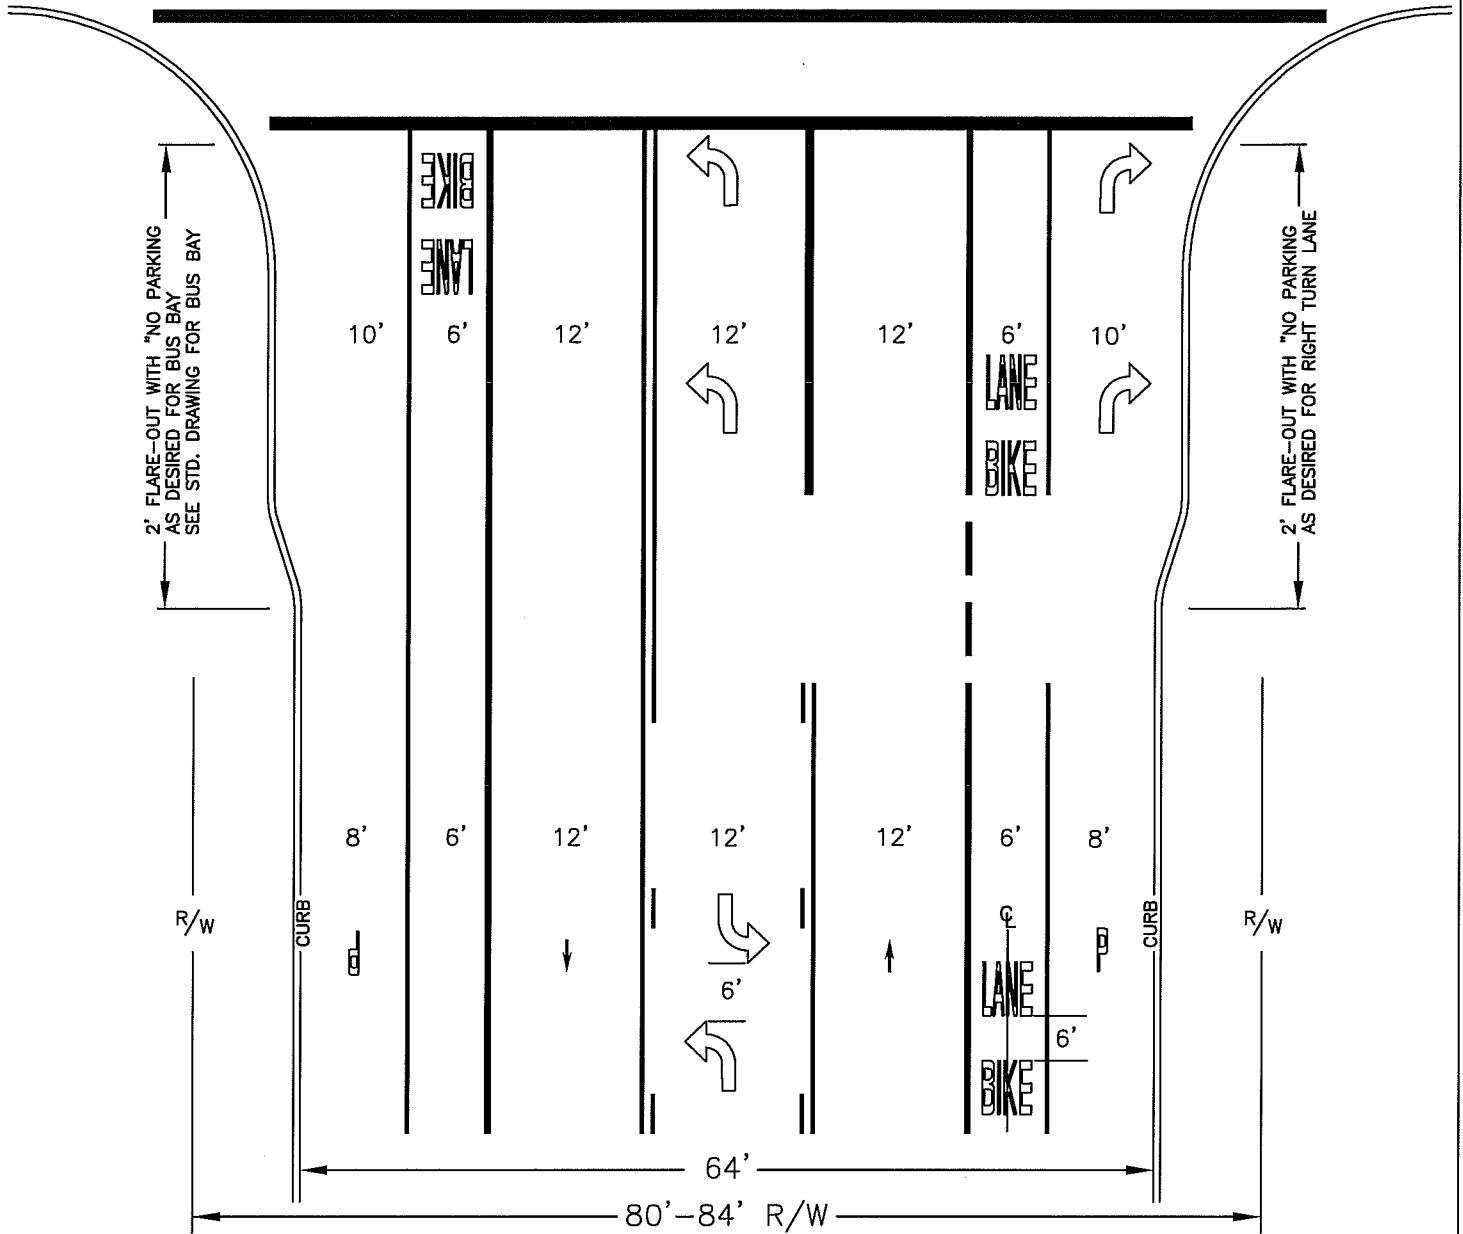 BIKE
LANE
2' FLARE-OUT WITH "NO PARKING
AS DESIRED FOR BUS BAY
SEE STD. DRAWING FOR BUS BAY
2' FLARE-OUT WITH "NO PARKING
AS DESIRED FOR RIGHT TURN LANE
10' 6' 12' 12' 12' 6' 10'
LANE
BIKE
8' 6' 12' 12' 12' 6' 8'
R/W
CURB
P
6'
℄
LANE
6'
BIKE
P
CURB
R/W
64'
80'-84' R/W